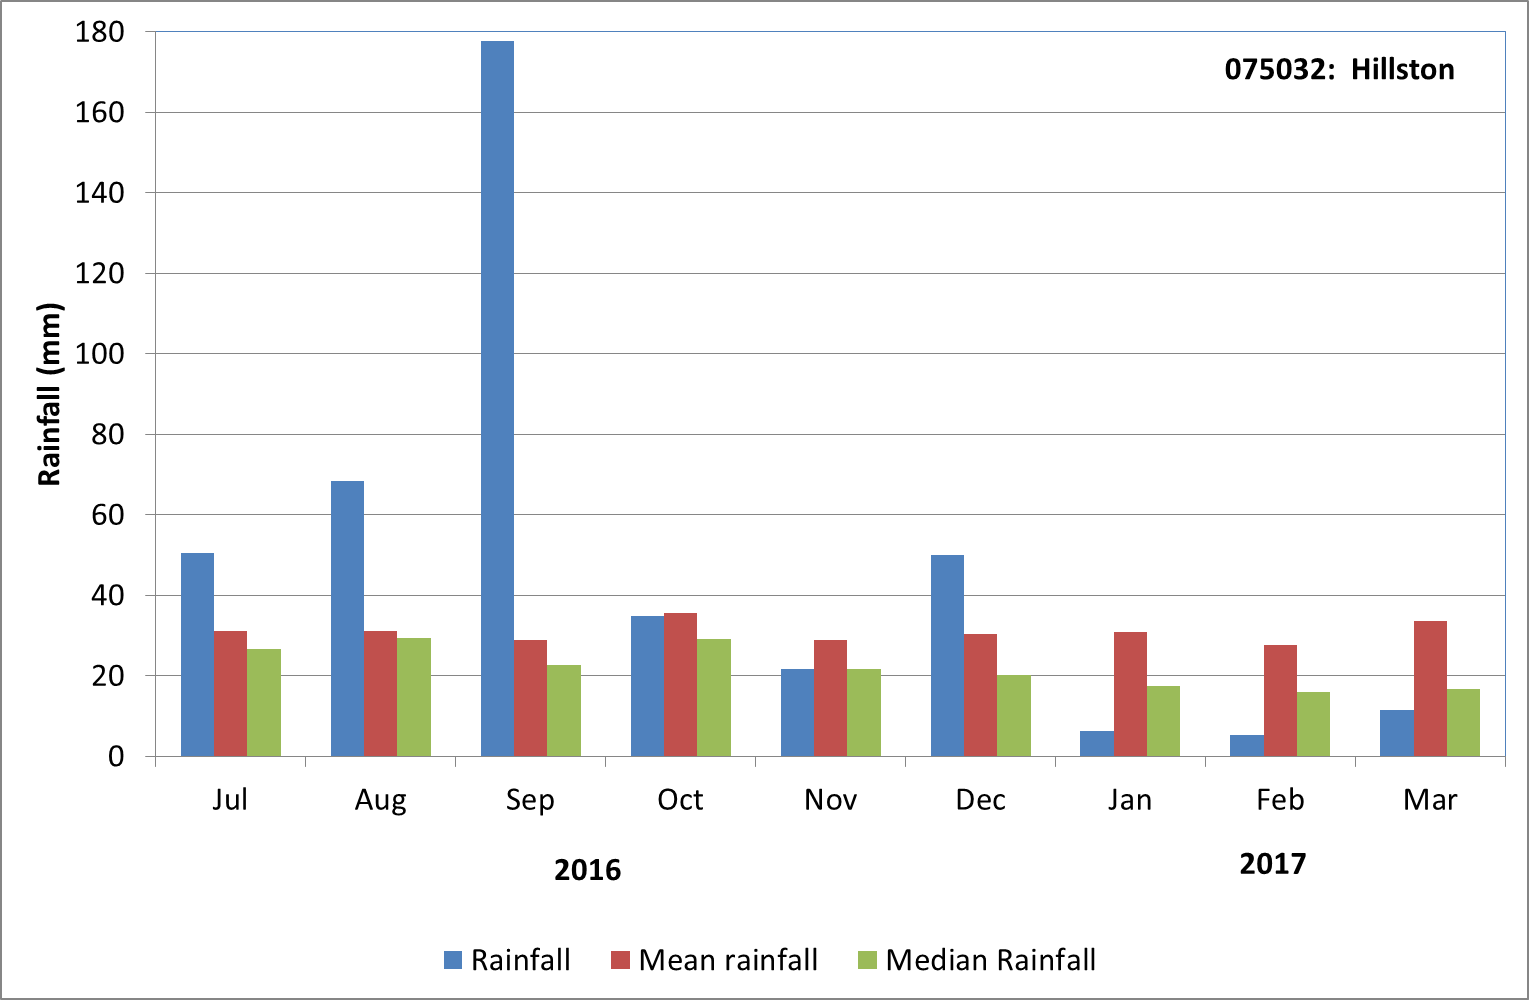 075032:  Hillston
Rainfall (mm)
180
160
140
120
100
80
60
40
20
0
Jul Aug Sep Oct Nov Dec Jan Feb Mar
2016 2017
Rainfall Mean rainfall Median Rainfall